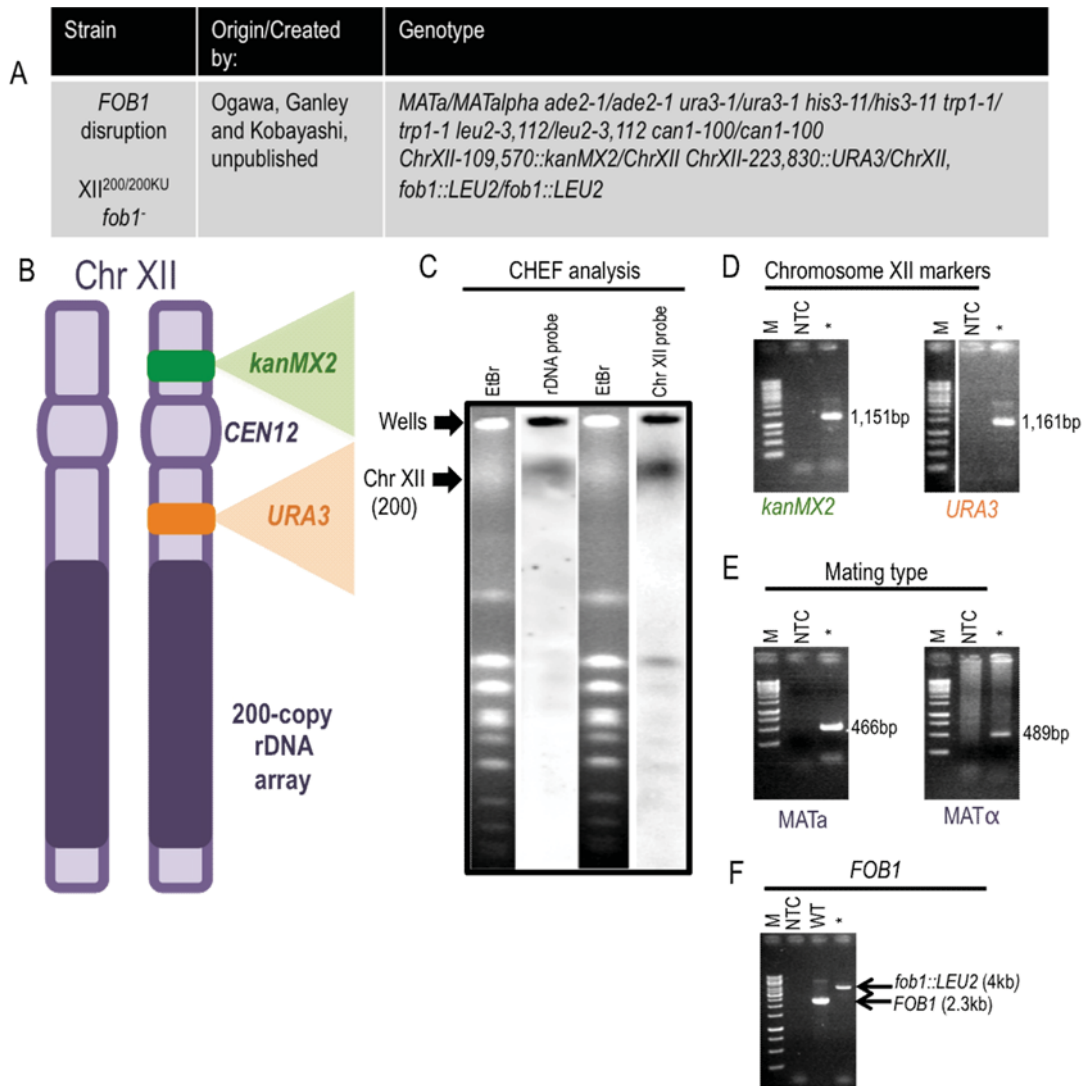 A
Strain
Origin/Created
by:
Genotype
FOB1
disruption
XII200/200KU
fob1-
Ogawa, Ganley
and Kobayashi,
unpublished
MATa/MATalpha ade2-1/ade2-1 ura3-1/ura3-1 his3-11/his3-11 trp1-1/
trp1-1 leu2-3,112/leu2-3,112 can1-100/can1-100
ChrXII-109,570::kanMX2/ChrXII ChrXII-223,830::URA3/ChrXII,
fob1::LEU2/fob1::LEU2
B
Chr XII
kanMX2
CEN12
URA3
200-copy
rDNA
array
C
CHEF analysis
EtBr
rDNA probe
EtBr
Chr XII probe
Wells
Chr XII
(200)
D
Chromosome XII markers
M
NTC
*
1,151bp
kanMX2
M
NTC
*
1,161bp
URA3
E
Mating type
M
NTC
*
466bp
MATa
M
NTC
*
489bp
MATα
F
FOB1
M
NTC
WT
*
fob1::LEU2 (4kb)
FOB1 (2.3kb)